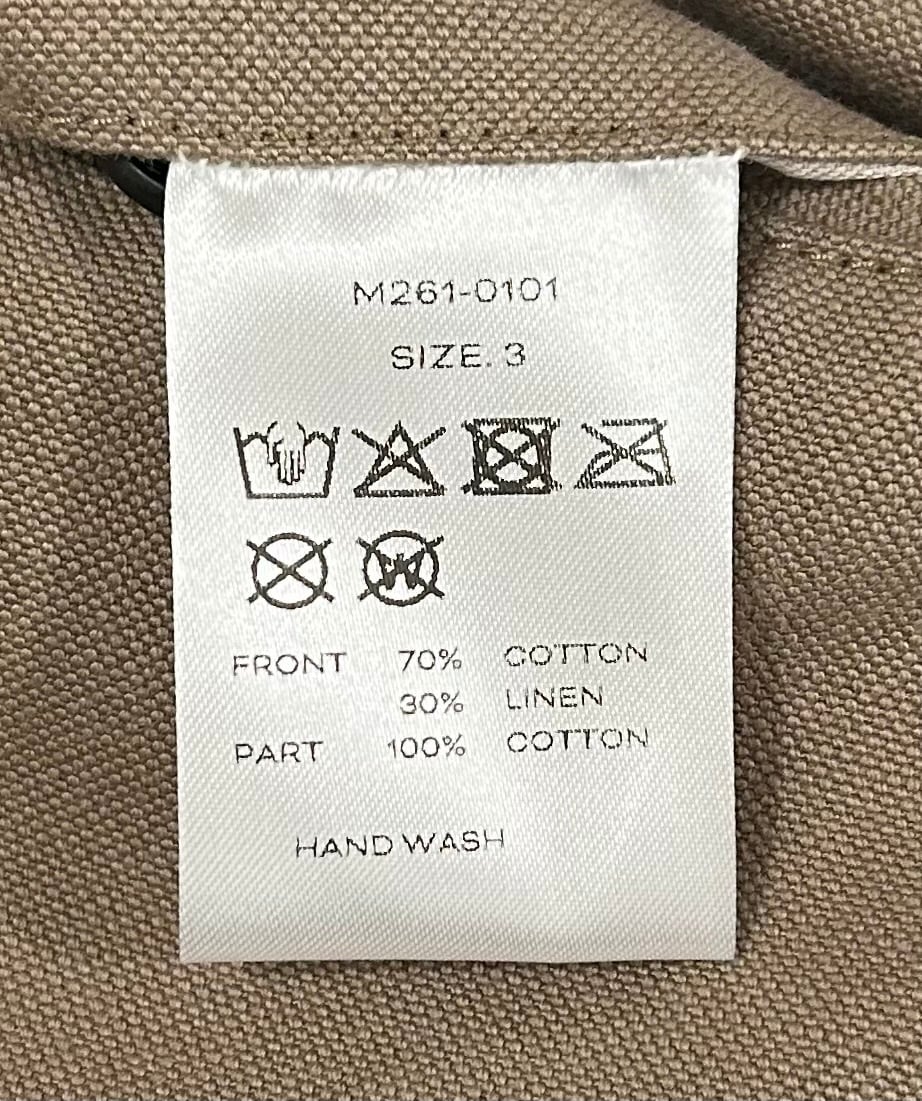 M261-0101
SIZE. 3
W
FRONT 70% COTTON
30% LINEN
PART 100% COTTON
HAND WASH